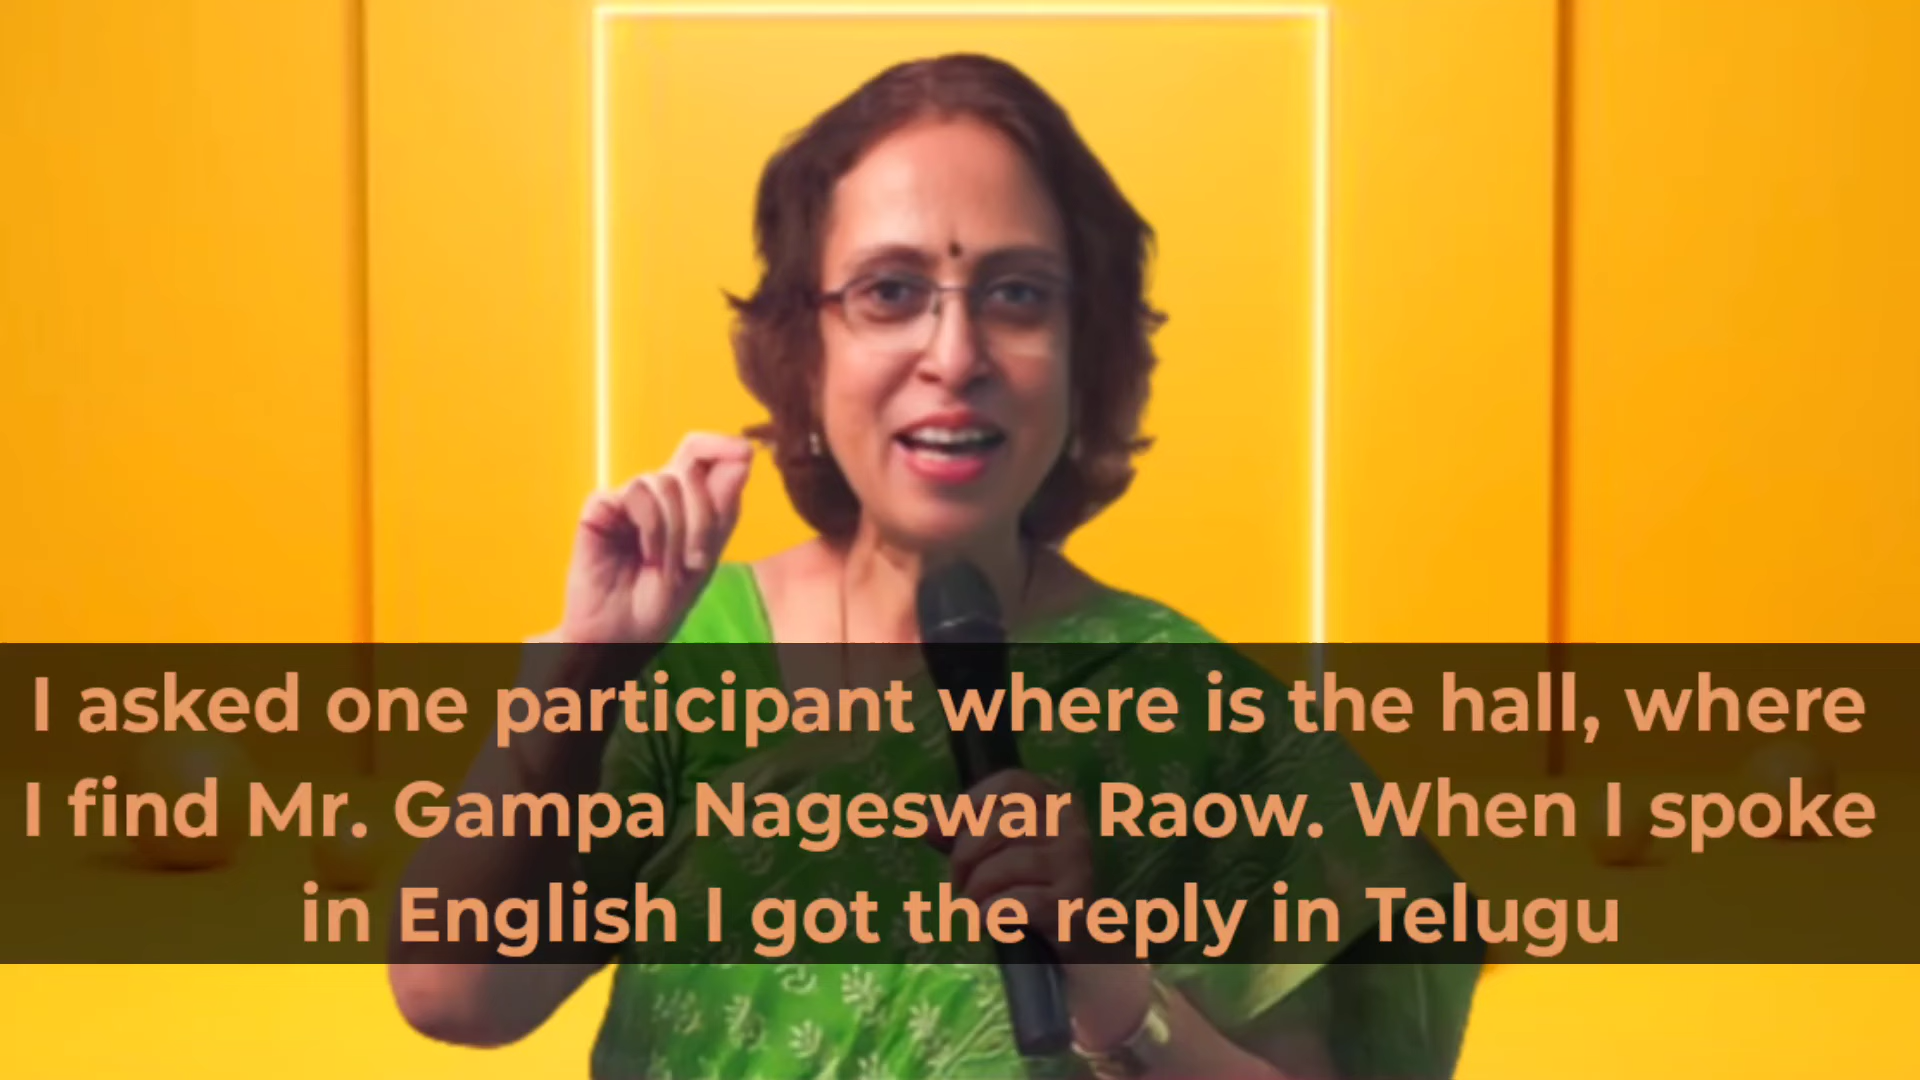 I asked one participant where is the hall, where
I find Mr. Gampa Nageswar Raow. When I spoke
in English I got the reply in Telugu